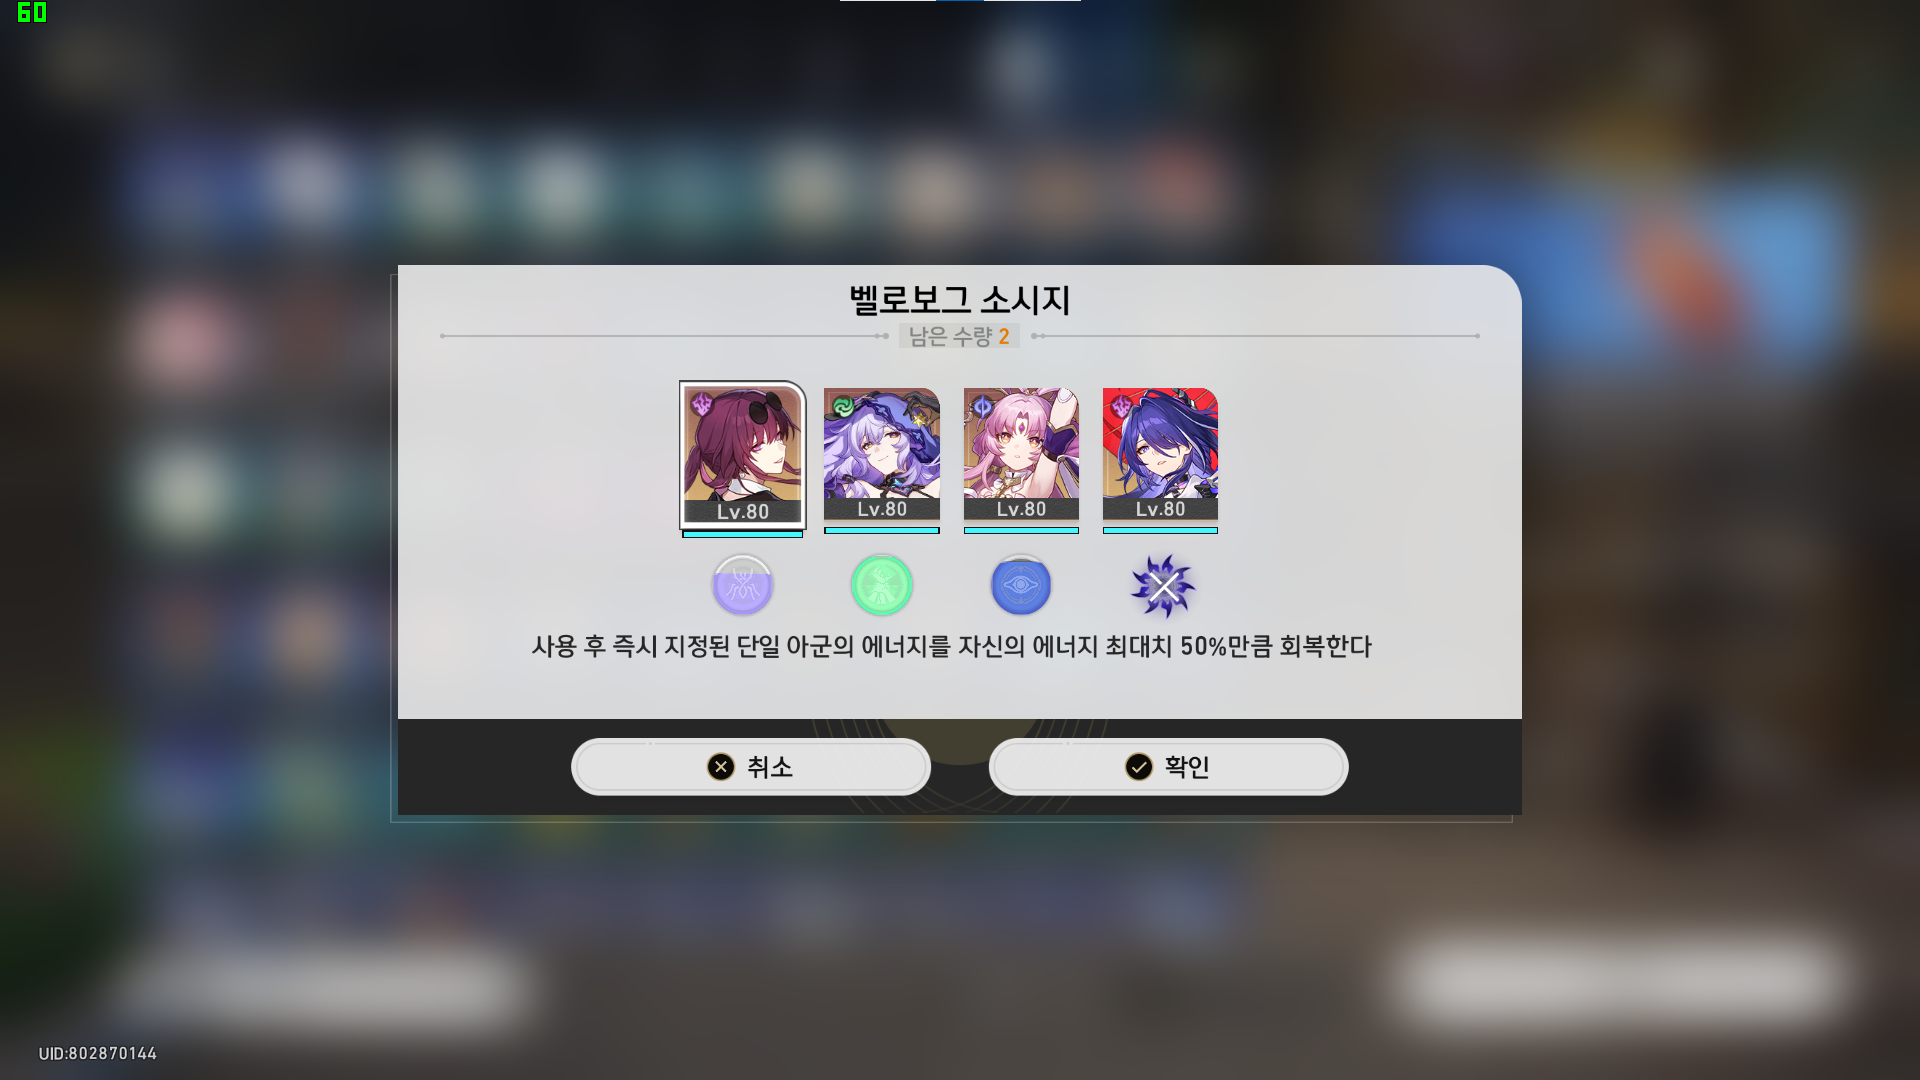 60
벨로보그 소시지
남은 수량 2
Lv.80
Lv.80
Lv.80
Lv.80
사용 후 즉시 지정된 단일 아군의 에너지를 자신의 에너지 최대치 50%만큼 회복한다
취소
확인
UID:802870144